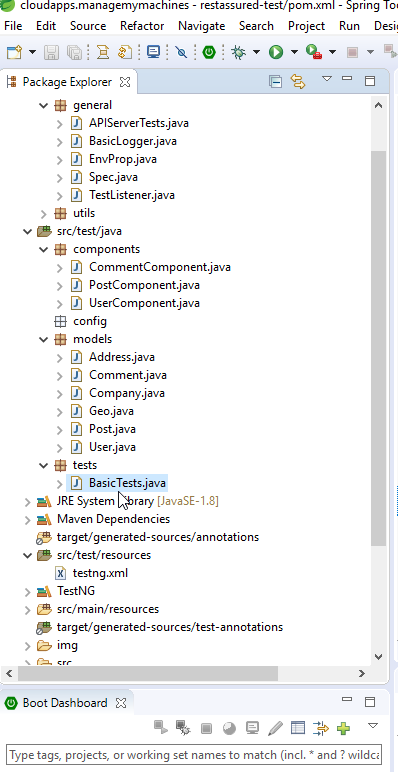 cloudapps.managemymachines - restassured-test/pom.xml - Spring Too
File Edit Source Refactor Navigate Search Project Run Desi
Package Explorer
general
APIServerTests.java
BasicLogger.java
EnvProp.java
Spec.java
TestListener.java
utils
src/test/java
components
CommentComponent.java
PostComponent.java
UserComponent.java
config
models
Address.java
Comment.java
Company.java
Geo.java
Post.java
User.java
tests
BasicTests.java
JRE System Library [JavaSE-1.8]
Maven Dependencies
target/generated-sources/annotations
src/test/resources
testng.xml
TestNG
src/main/resources
target/generated-sources/test-annotations
img
src
Boot Dashboard
Type tags, projects, or working set names to match (incl. * and ? wildca